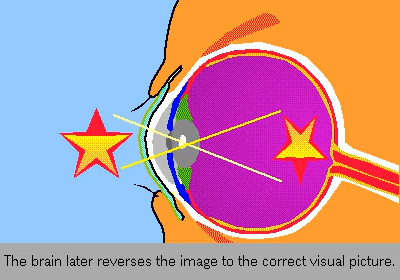 The brain later reverses the image to the correct visual picture.